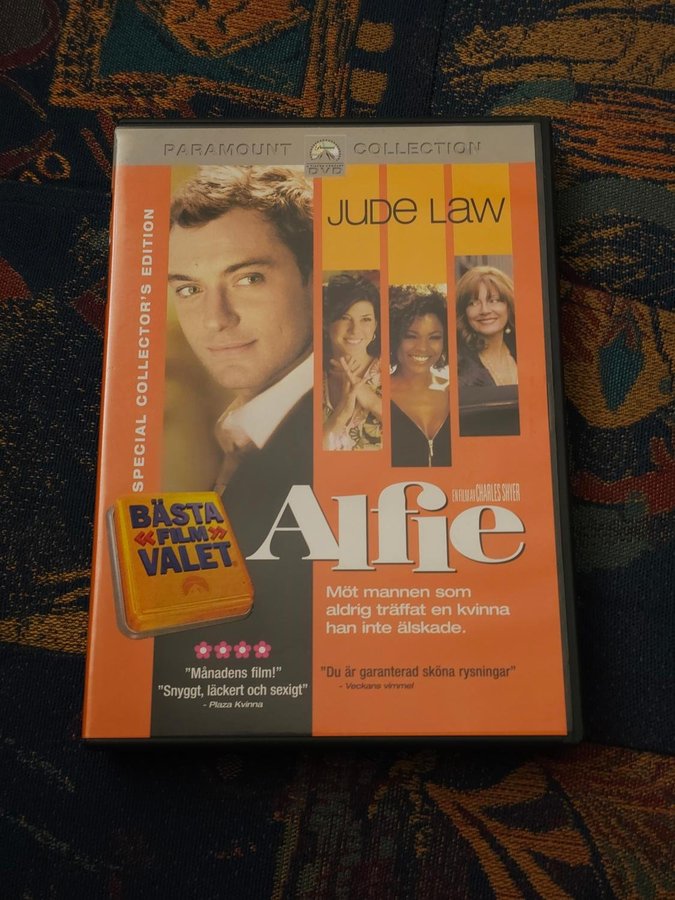 PARAMOUNT COLLECTION
DVD
SPECIAL COLLECTOR'S EDITION
JUDE LAW
EN FILM AV CHARLES SHYER
Alfie
BÄSTA
«FILM»
VALET
Möt mannen som
aldrig träffat en kvinna
han inte älskade.
"Månadens film!"
"Snyggt, läckert och sexigt"
- Plaza Kvinna
"Du är garanterad sköna rysningar"
- Veckans vimmel